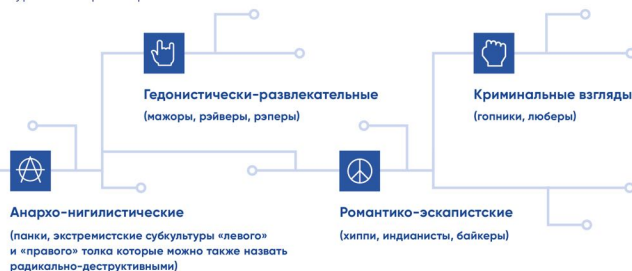 Гедонистически-развлекательные
(мажоры, рэйверы, рэперы)
Криминальные взгляды
(гопники, люберы)
Анархо-нигилистические
(панки, экстремистские субкультуры «левого»
и «правого» толка которые можно также назвать
радикально-деструктивными)
Романтико-эскапистские
(хиппи, индианисты, байкеры)